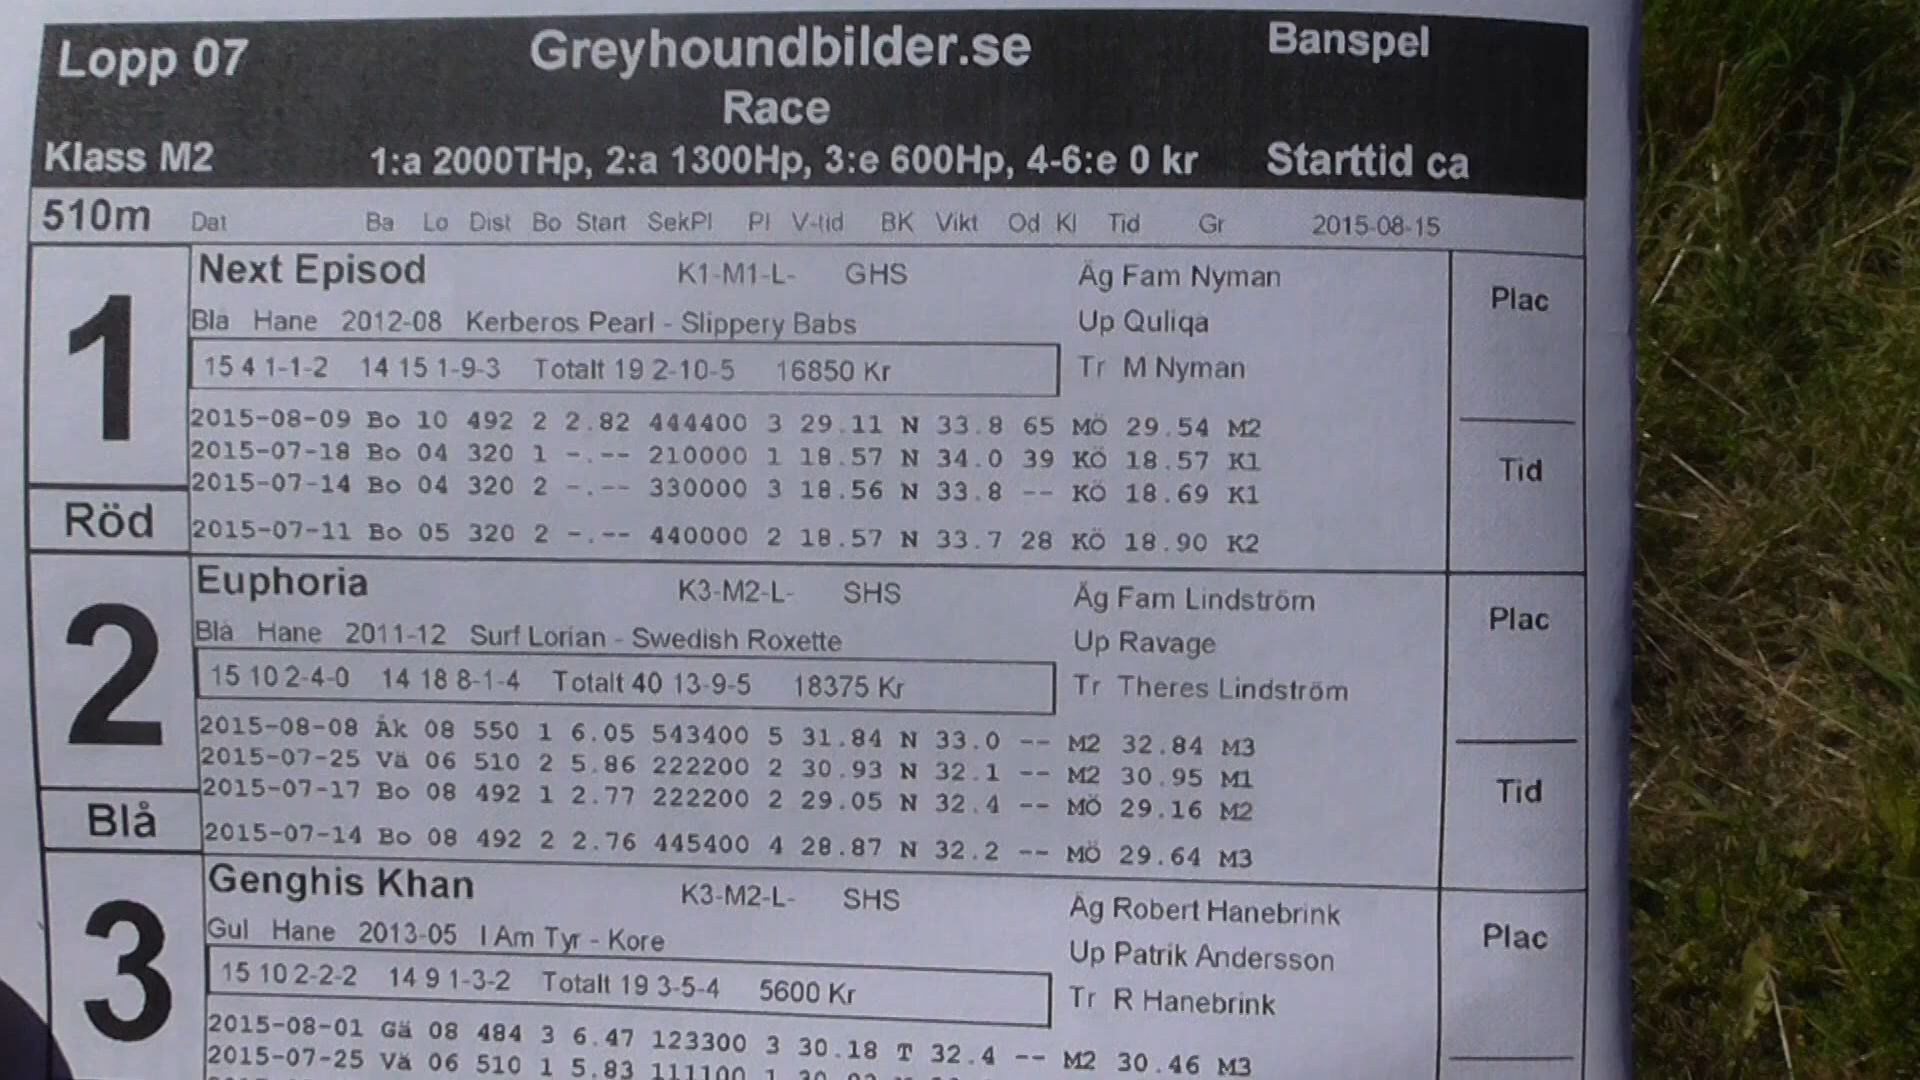 Lopp 07 Greyhoundbilder.se Banspel
Race
Klass M2 1:a 2000THp, 2:a 1300Hp, 3:e 600Hp, 4-6:e 0 kr Starttid ca
510m Dat Ba Lo Dist Bo Start SekPl Pl V-tid BK Vikt Od Kl Tid Gr 2015-08-15
1 Next Episod K1-M1-L- GHS Äg Fam Nyman Plac
Blå Hane 2012-08 Kerberos Pearl - Slippery Babs Up Quliqa
15 4 1-1-2 14 15 1-9-3 Totalt 19 2-10-5 16850 Kr Tr M Nyman
2015-08-09 Bo 10 492 2 2.82 444400 3 29.11 N 33.8 65 MÖ 29.54 M2
2015-07-18 Bo 04 320 1 -.-- 210000 1 18.57 N 34.0 39 KÖ 18.57 K1 Tid
2015-07-14 Bo 04 320 2 -.-- 330000 3 18.56 N 33.8 -- KÖ 18.69 K1
Röd 2015-07-11 Bo 05 320 2 -.-- 440000 2 18.57 N 33.7 28 KÖ 18.90 K2
2 Euphoria K3-M2-L- SHS Äg Fam Lindström Plac
Blå Hane 2011-12 Surf Lorian - Swedish Roxette Up Ravage
15 10 2-4-0 14 18 8-1-4 Totalt 40 13-9-5 18375 Kr Tr Theres Lindström
2015-08-08 Åk 08 550 1 6.05 543400 5 31.84 N 33.0 -- M2 32.84 M3
2015-07-25 Vä 06 510 2 5.86 222200 2 30.93 N 32.1 -- M2 30.95 M1 Tid
2015-07-17 Bo 08 492 1 2.77 222200 2 29.05 N 32.4 -- MÖ 29.16 M2
Blå 2015-07-14 Bo 08 492 2 2.76 445400 4 28.87 N 32.2 -- MÖ 29.64 M3
3 Genghis Khan K3-M2-L- SHS Äg Robert Hanebrink Plac
Gul Hane 2013-05 I Am Tyr - Kore Up Patrik Andersson
15 10 2-2-2 14 9 1-3-2 Totalt 19 3-5-4 5600 Kr Tr R Hanebrink
2015-08-01 Gä 08 484 3 6.47 123300 3 30.18 T 32.4 -- M2 30.46 M3
2015-07-25 Vä 06 510 1 5.83 111100 1 M2 30.46 M3